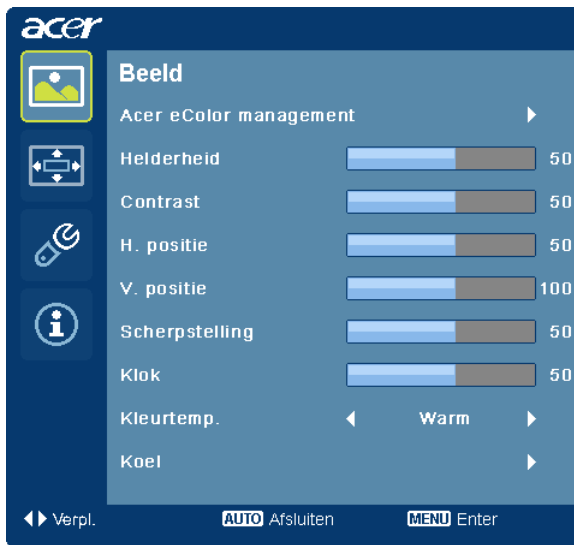 acer
Beeld
Acer eColor management
Helderheid 50
Contrast 50
H. positie 50
V. positie 100
Scherpstelling 50
Klok 50
Kleurtemp. Warm
Koel
Verpl. AUTO Afsluiten MENU Enter